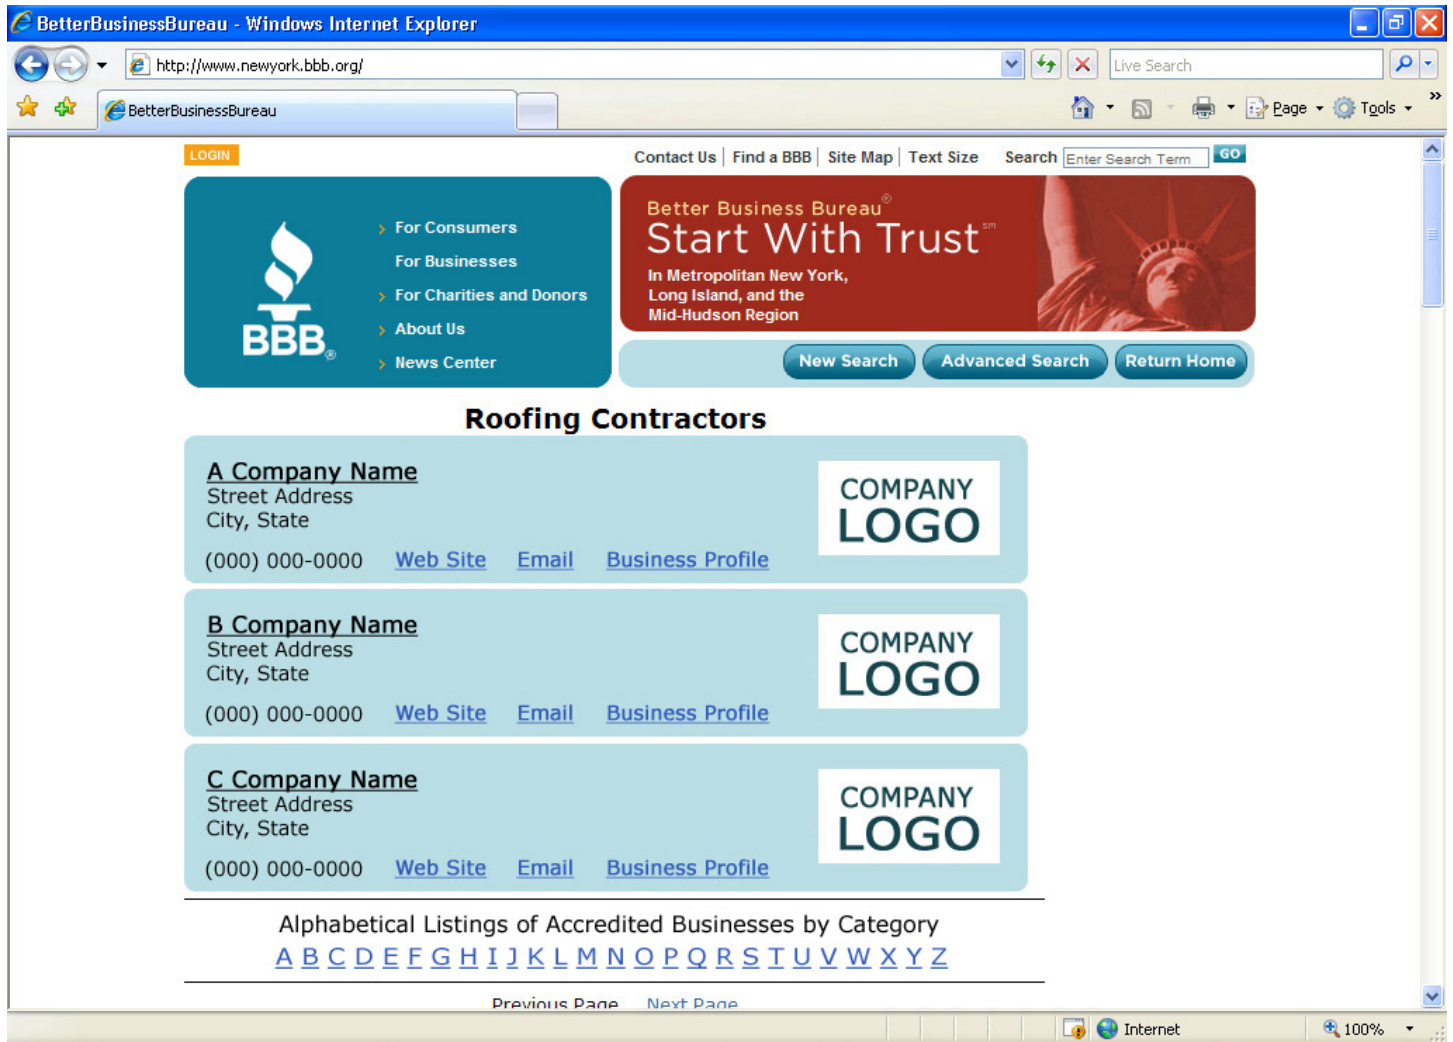 BetterBusinessBureau - Windows Internet Explorer
http://www.newyork.bbb.org/
Live Search
BetterBusinessBureau
Page
Tools
»
LOGIN
Contact Us | Find a BBB | Site Map | Text Size
Search
Enter Search Term
GO
BBB®
For Consumers
For Businesses
For Charities and Donors
About Us
News Center
Better Business Bureau®
Start With Trust℠
In Metropolitan New York,
Long Island, and the
Mid-Hudson Region
New Search
Advanced Search
Return Home
Roofing Contractors
A Company Name
Street Address
City, State
(000) 000-0000 Web Site Email Business Profile
COMPANY
LOGO
B Company Name
Street Address
City, State
(000) 000-0000 Web Site Email Business Profile
COMPANY
LOGO
C Company Name
Street Address
City, State
(000) 000-0000 Web Site Email Business Profile
COMPANY
LOGO
Alphabetical Listings of Accredited Businesses by Category
A B C D E F G H I J K L M N O P Q R S T U V W X Y Z
Previous Page Next Page
Internet
100%